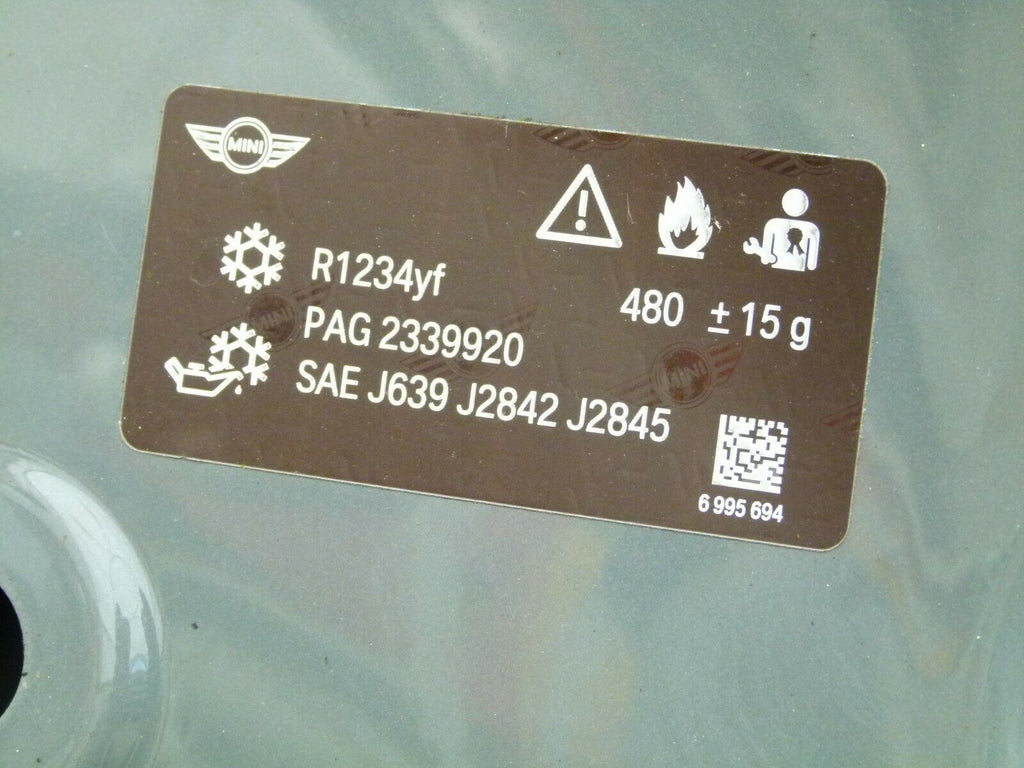 MINI
R1234yf
480 ± 15 g
PAG 2339920
SAE J639 J2842 J2845
6 995 694